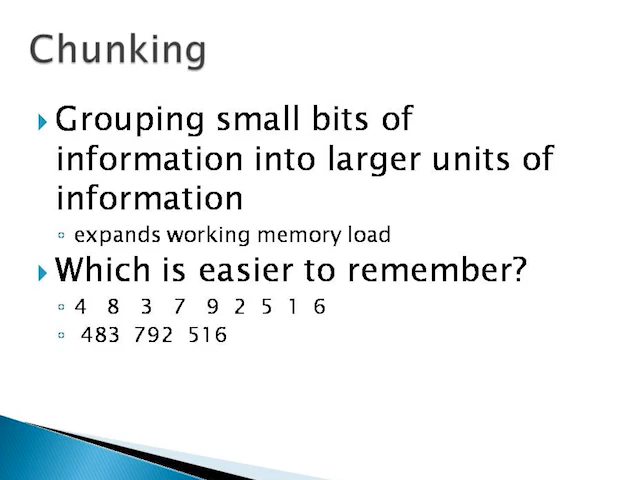 Chunking
Grouping small bits of
information into larger units of
information
expands working memory load
Which is easier to remember?
4 8 3 7 9 2 5 1 6
483 792 516